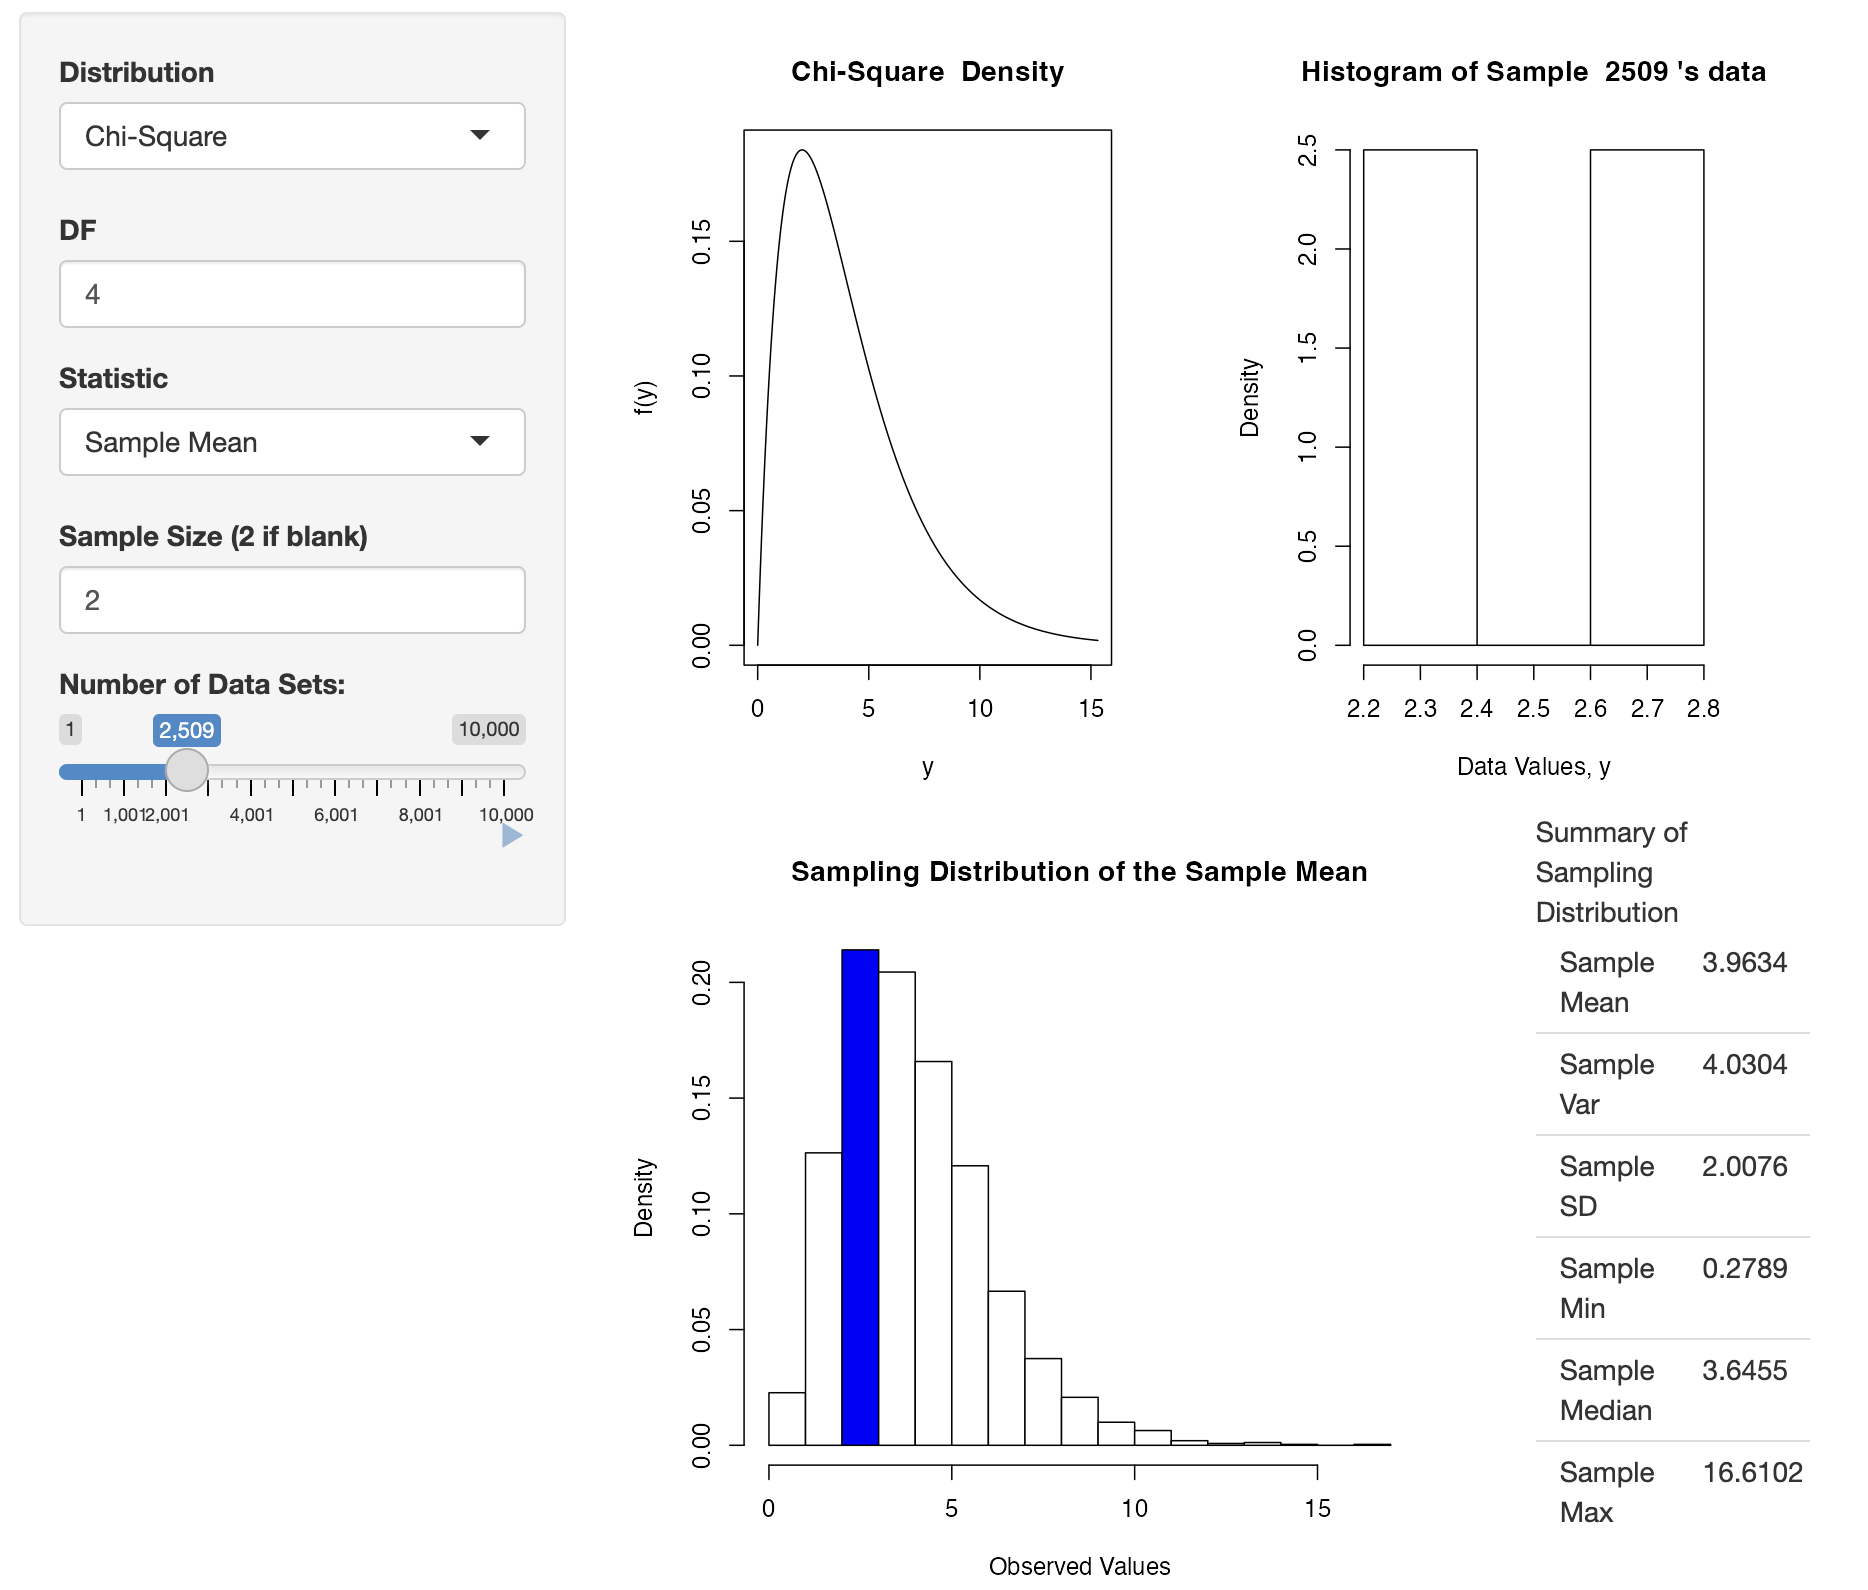 Distribution
Chi-Square
DF
4
Statistic
Sample Mean
Sample Size (2 if blank)
2
Number of Data Sets:
1 2,509 10,000
1 1,001 2,001 4,001 6,001 8,001 10,000
Chi-Square Density
f(y)
0.00 0.05 0.10 0.15
0 5 10 15
y
Histogram of Sample 2509 's data
Density
0.0 0.5 1.0 1.5 2.0 2.5
2.2 2.3 2.4 2.5 2.6 2.7 2.8
Data Values, y
Sampling Distribution of the Sample Mean
Density
0.00 0.05 0.10 0.15 0.20
0 5 10 15
Observed Values
Summary of
Sampling
Distribution
Sample 3.9634
Mean
Sample 4.0304
Var
Sample 2.0076
SD
Sample 0.2789
Min
Sample 3.6455
Median
Sample 16.6102
Max